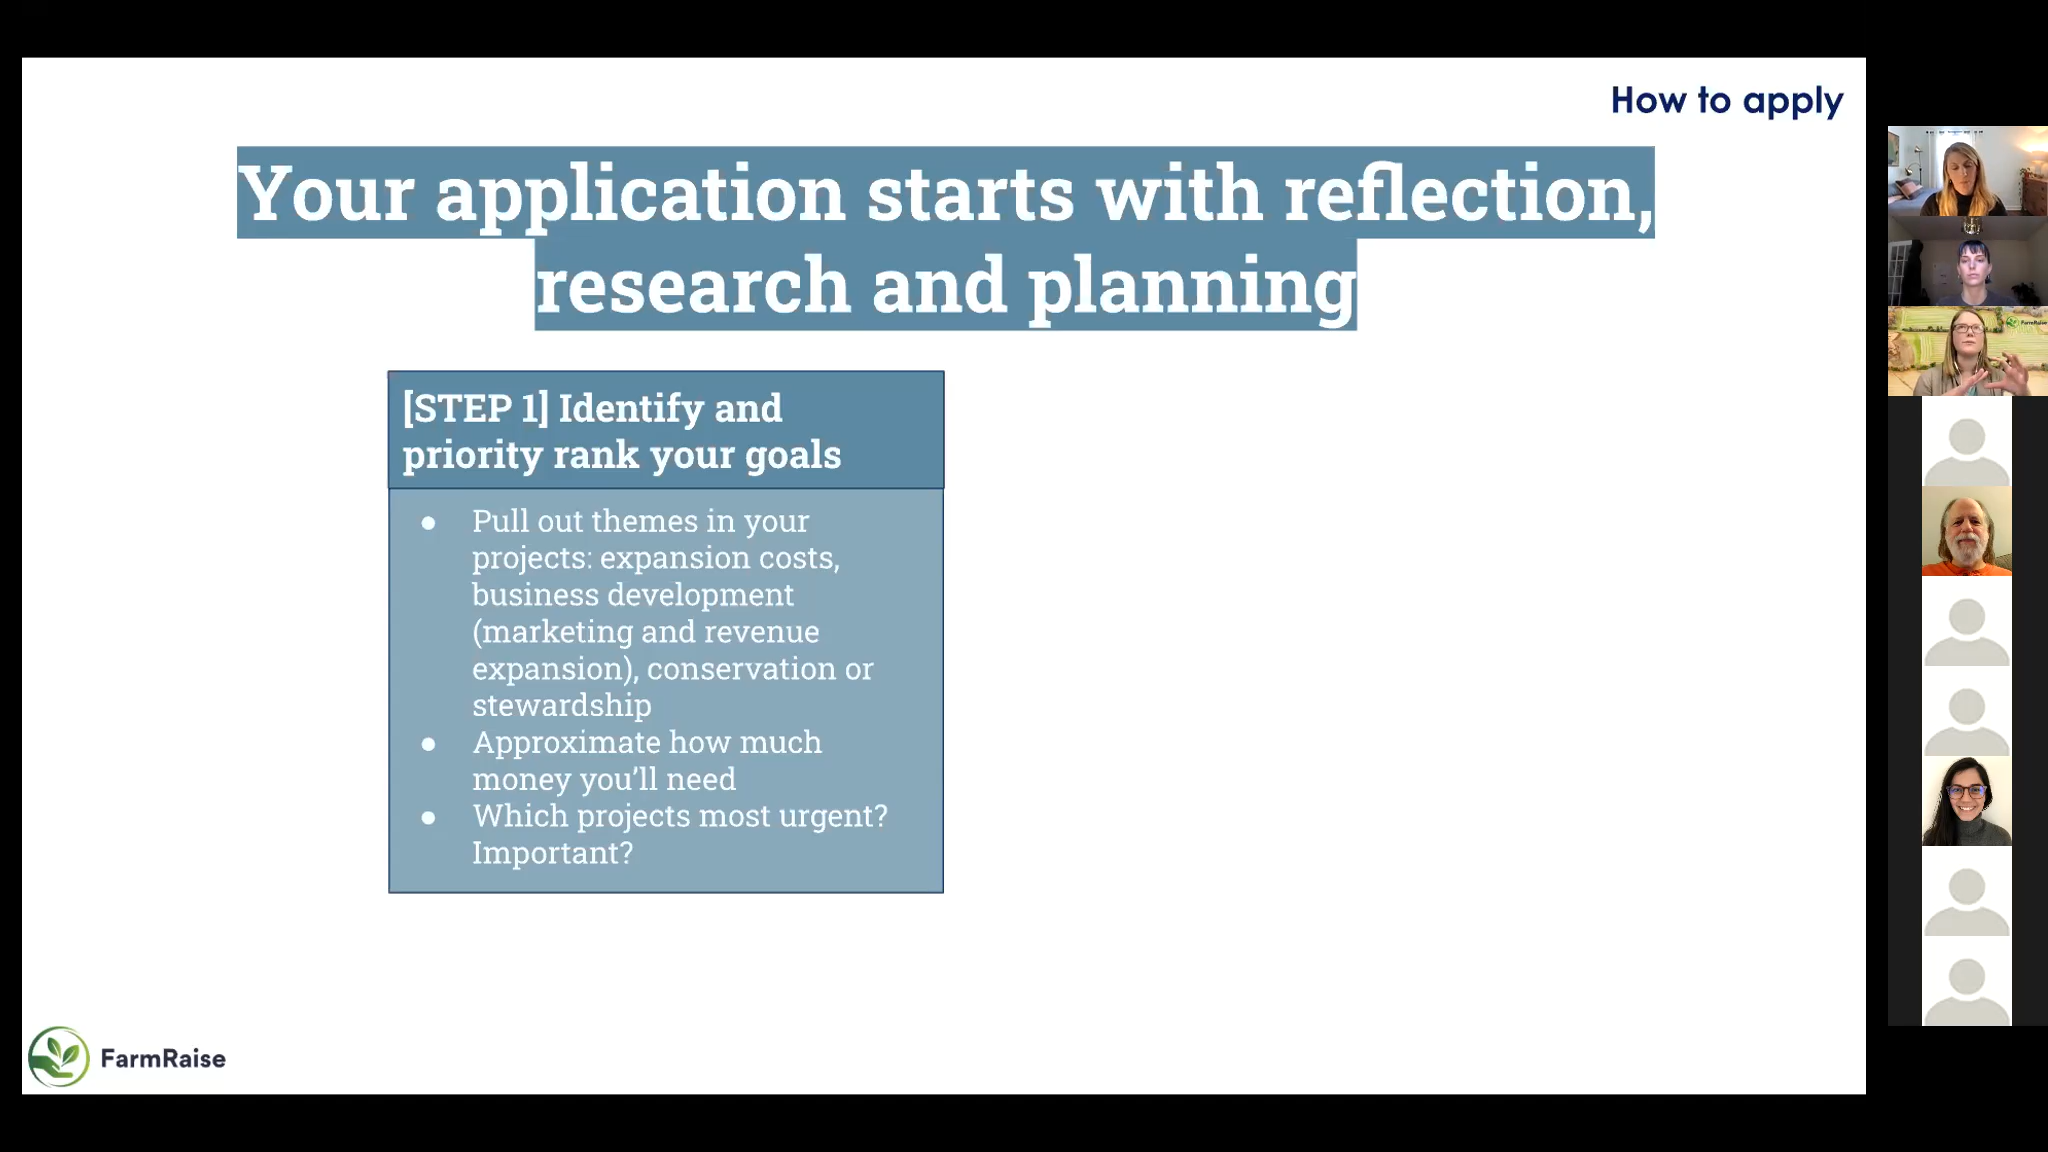 How to apply
Your application starts with reflection,
research and planning
[STEP 1] Identify and
priority rank your goals
● Pull out themes in your
projects: expansion costs,
business development
(marketing and revenue
expansion), conservation or
stewardship
● Approximate how much
money you’ll need
● Which projects most urgent?
Important?
FarmRaise
FarmRaise